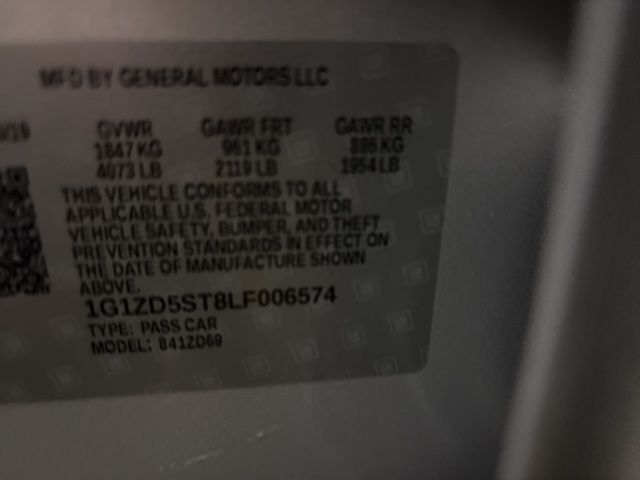 MFD BY GENERAL MOTORS LLC
/19 GVWR GAWR FRT GAWR RR
1847 KG 961 KG 886 KG
4073 LB 2119 LB 1954 LB
THIS VEHICLE CONFORMS TO ALL
APPLICABLE U.S. FEDERAL MOTOR
VEHICLE SAFETY, BUMPER, AND THEFT
PREVENTION STANDARDS IN EFFECT ON
THE DATE OF MANUFACTURE SHOWN
ABOVE.
1G1ZD5ST8LF006574
TYPE: PASS CAR
MODEL: 841ZD69